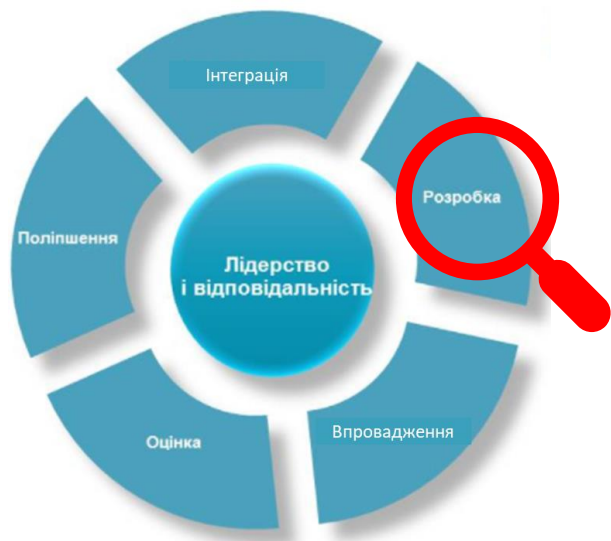 Інтеграція
Розробка
Поліпшення
Лідерство
і відповідальність
Оцінка
Впровадження